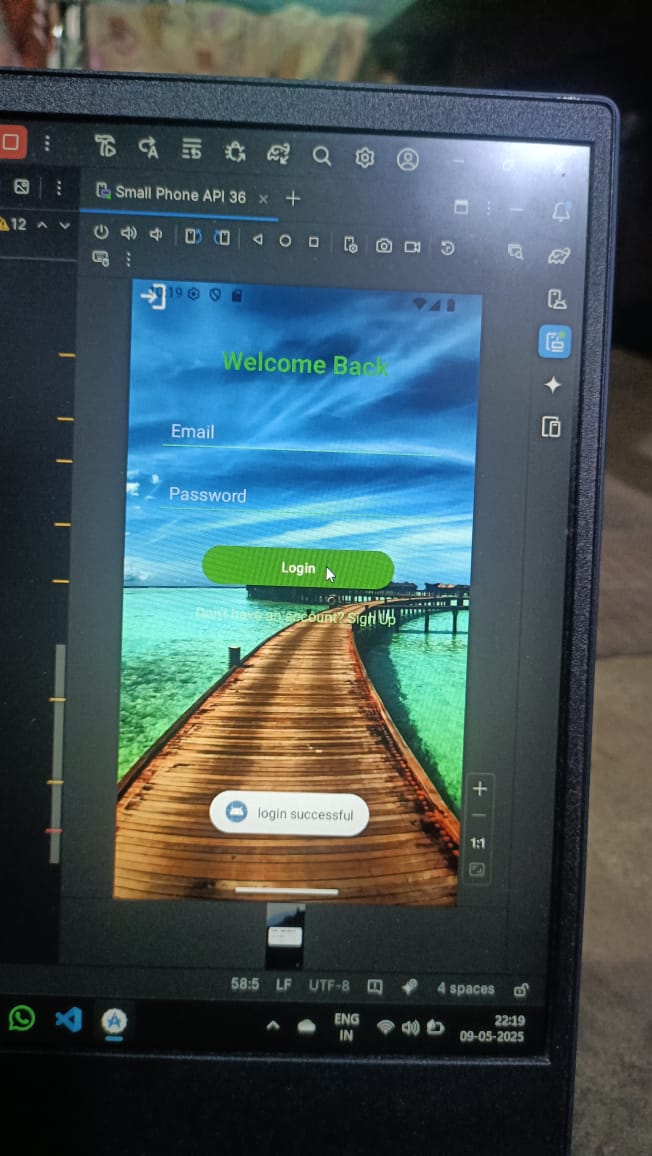 Small Phone API 36
12
:19
Welcome Back
Email
Password
Login
Don't have an account? Sign Up
login successful
1:1
58:5 LF UTF-8 4 spaces
ENG
IN
22:19
09-05-2025